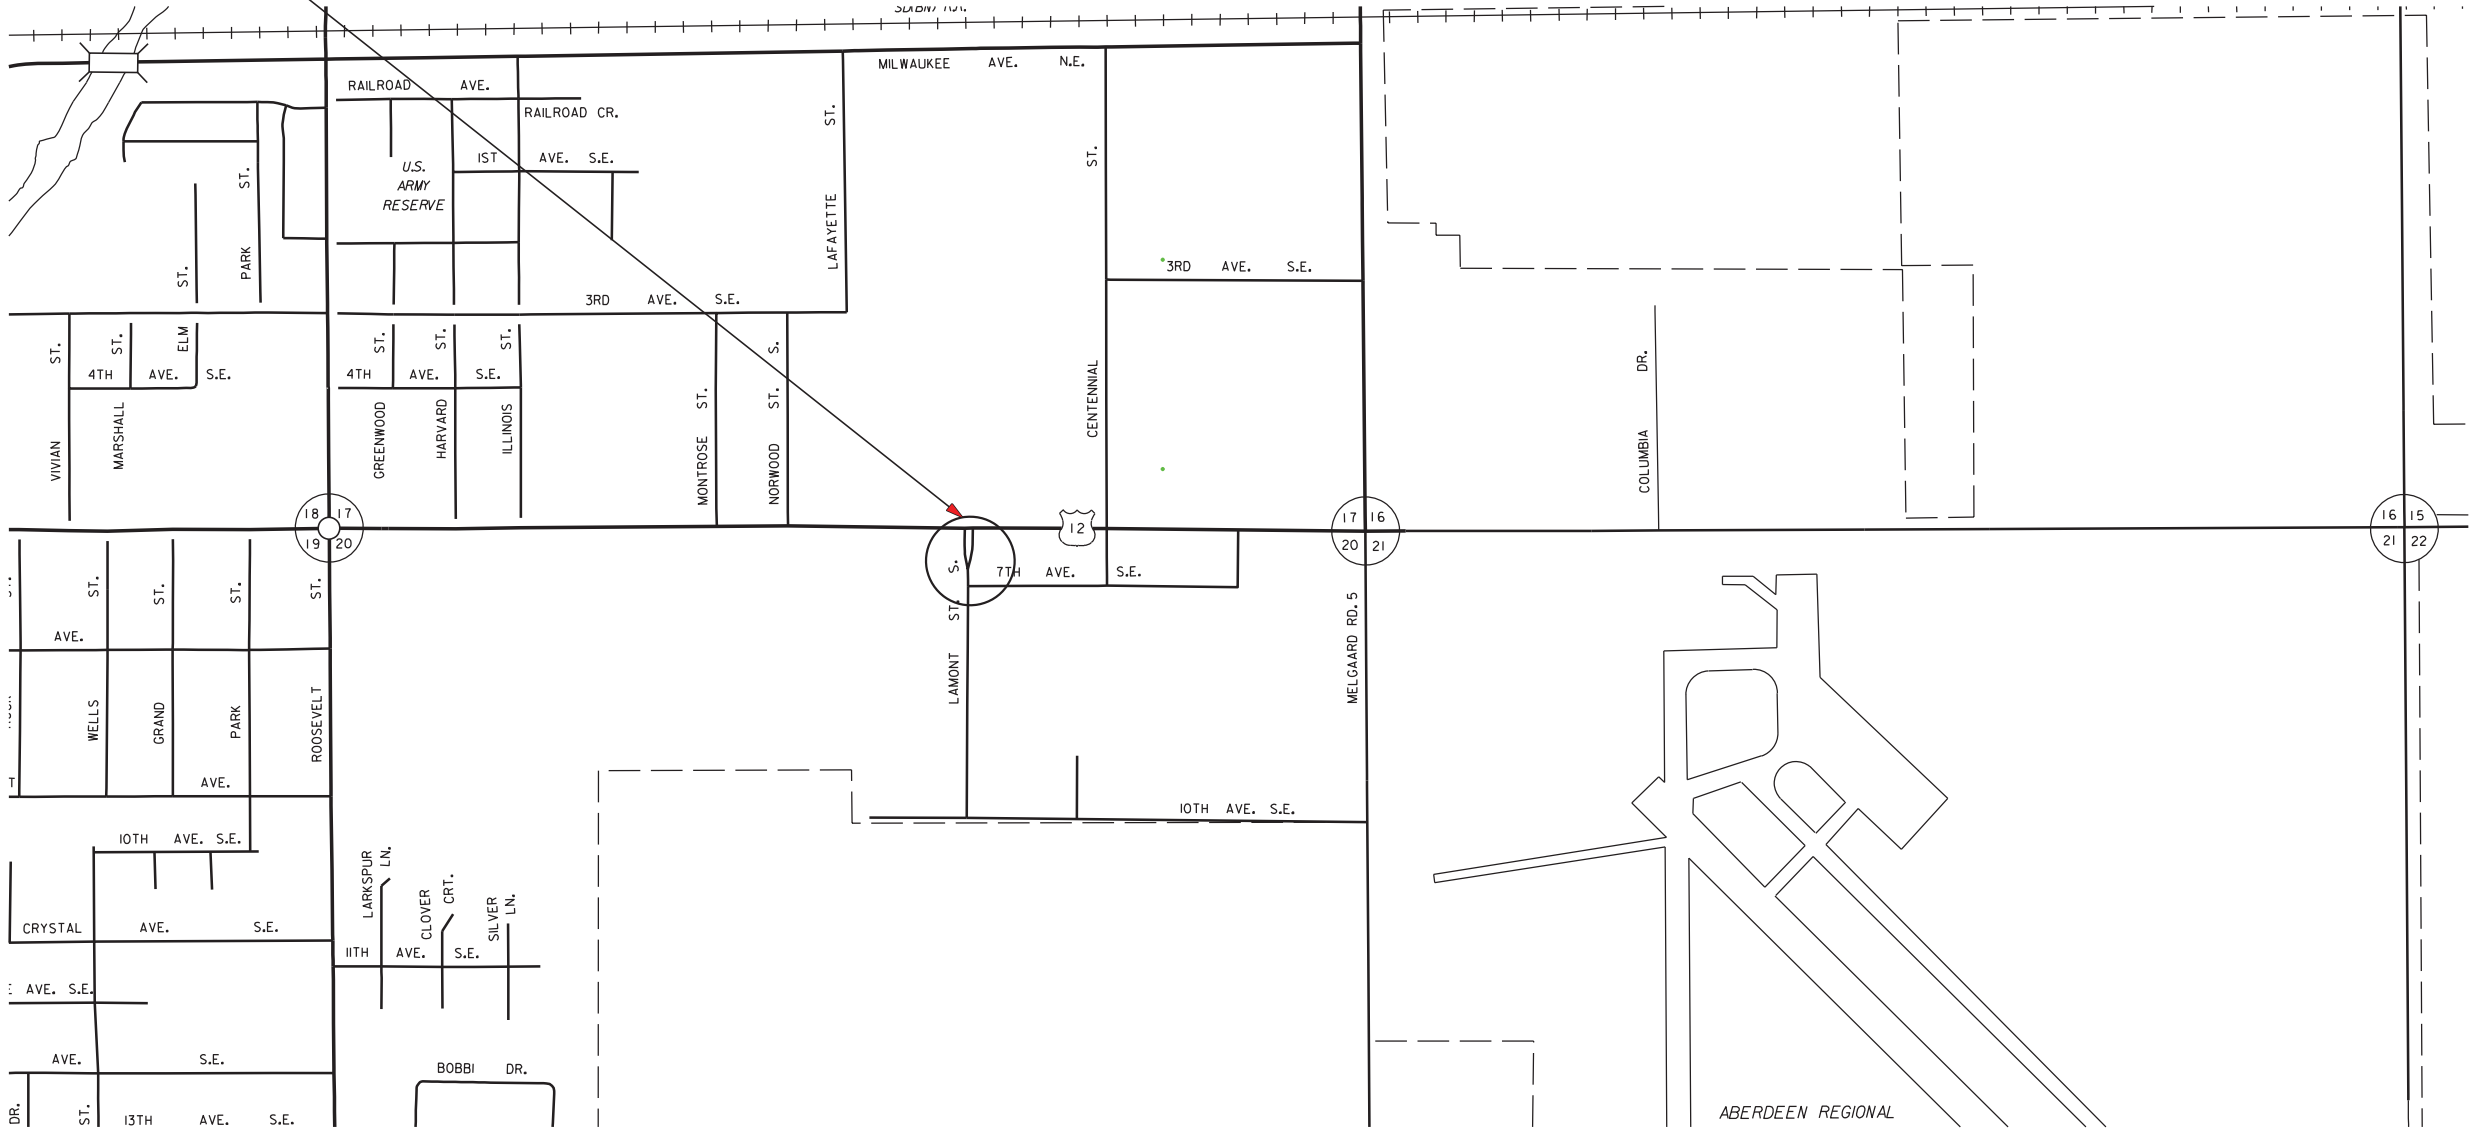 MILWAUKEE AVE. N.E.
RAILROAD AVE.
RAILROAD CR.
ST.
ST.
1ST AVE. S.E.
U.S.
ARMY
RESERVE
ST.
PARK
LAFAYETTE
ST.
3RD AVE. S.E.
3RD AVE. S.E.
ELM
ST.
ST.
ST.
ST.
ST.
S.
4TH AVE. S.E.
4TH AVE. S.E.
ST.
ST.
VIVIAN
MARSHALL
GREENWOOD
HARVARD
ILLINOIS
MONTROSE
NORWOOD
CENTENNIAL
COLUMBIA DR.
18 17
19 20
12
17 16
20 21
16 15
21 22
ST.
ST.
ST.
ST.
S.
7TH AVE. S.E.
ST.
AVE.
WELLS
GRAND
PARK
ROOSEVELT
LAMONT
MELGAARD RD. 5
AVE.
10TH AVE. S.E.
10TH AVE. S.E.
LARKSPUR LN.
CLOVER CRT.
SILVER LN.
CRYSTAL AVE. S.E.
11TH AVE. S.E.
AVE. S.E.
AVE. S.E.
BOBBI DR.
DR.
ST.
13TH AVE. S.E.
ABERDEEN REGIONAL